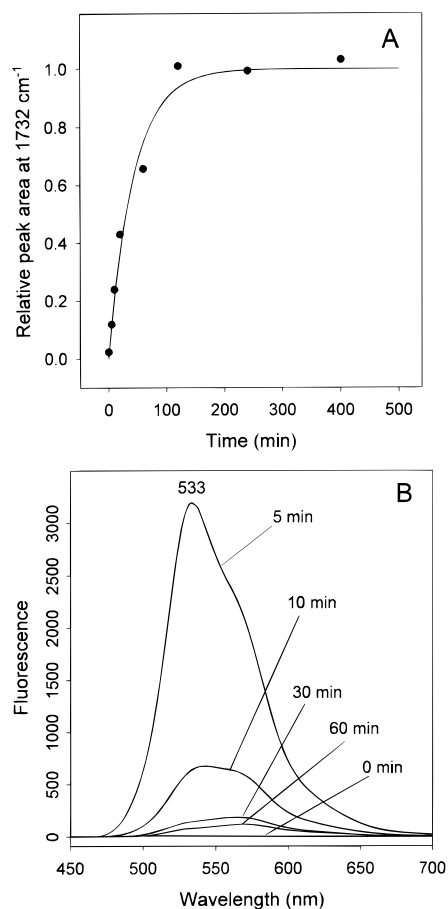 A
Relative peak area at 1732 cm⁻¹
1.0
0.8
0.6
0.4
0.2
0.0
0 100 200 300 400 500
Time (min)
B
533
5 min
10 min
30 min
60 min
0 min
Fluorescence
3000
2500
2000
1500
1000
500
0
450 500 550 600 650 700
Wavelength (nm)